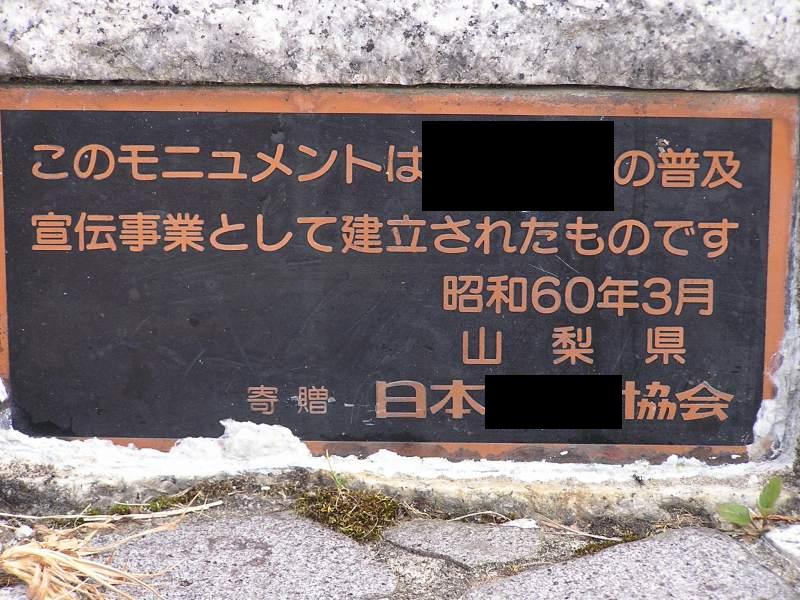 このモニュメントは の普及
宣伝事業として建立されたものです
昭和60年3月
山梨県
寄贈 日本 協会